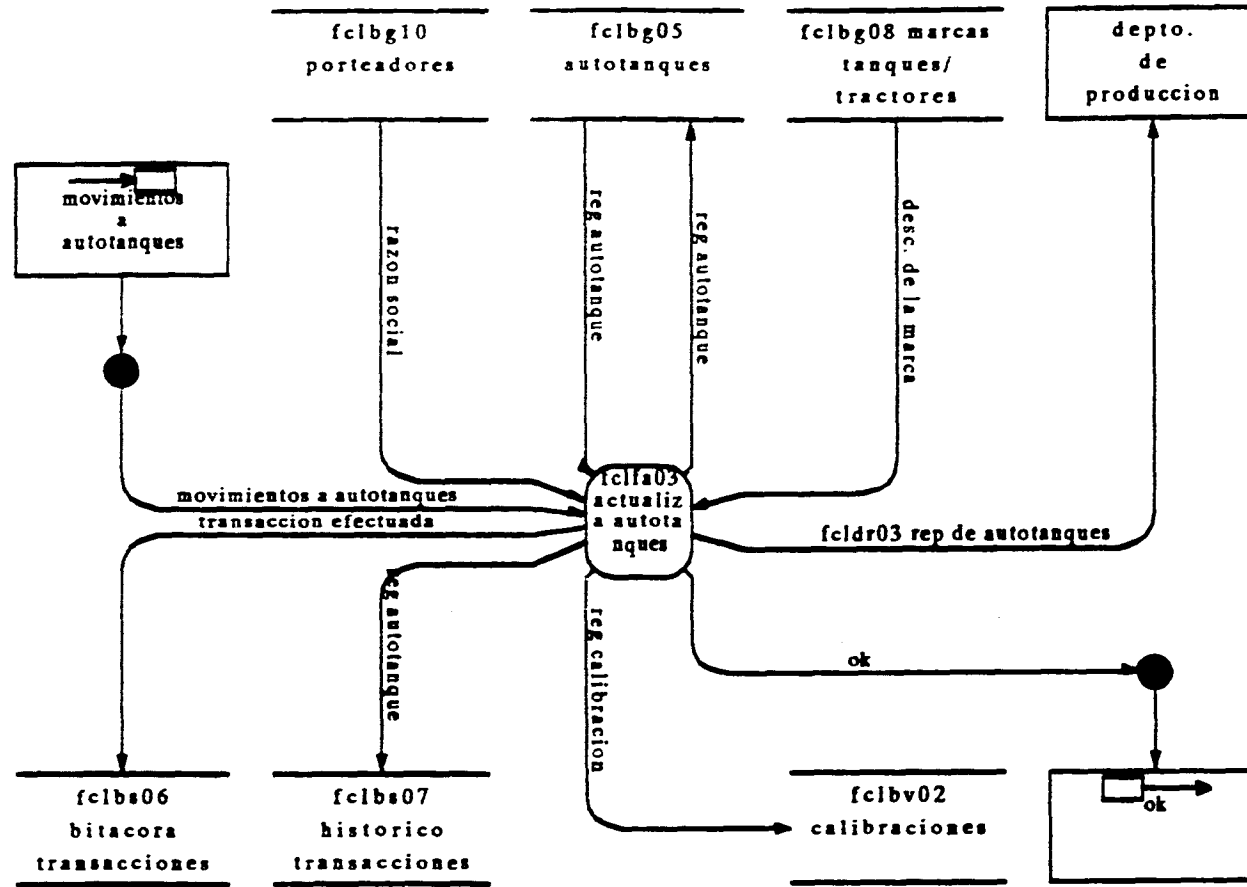 fclbg10
porteadores
fclbg05
autotanques
fclbg08 marcas
tanques/
tractores
depto.
de
produccion
movimientos
a
autotanques
razon social
reg autotanque
reg autotanque
desc. de la marca
fclfa03
actualiz
a autota
nques
movimientos a autotanques
transaccion efectuada
fcldr03 rep de autotanques
reg autotanque
reg calibracion
ok
fclbs06
bitacora
transacciones
fclbs07
historico
transacciones
fclbv02
calibraciones
ok